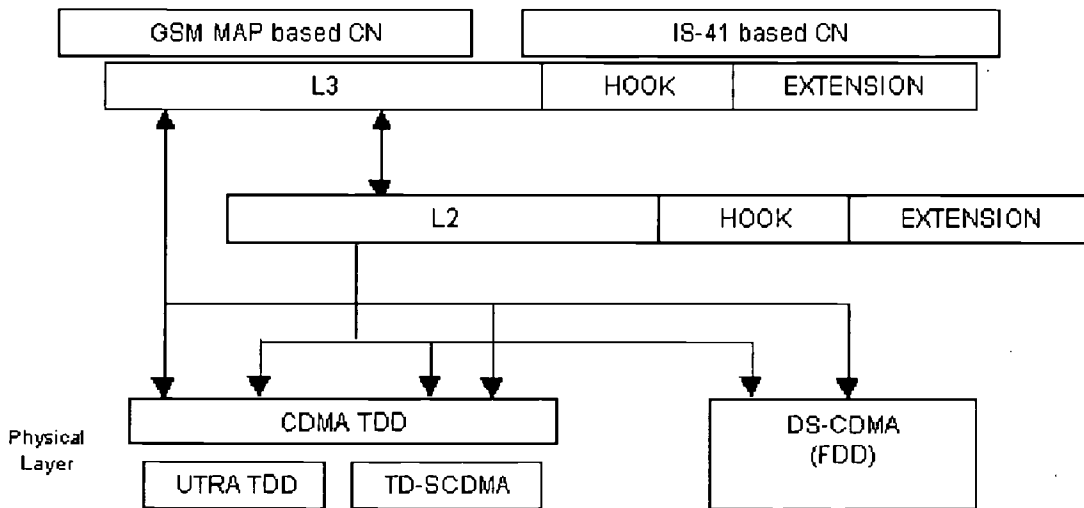 GSM MAP based CN
IS-41 based CN
L3
HOOK
EXTENSION
L2
HOOK
EXTENSION
Physical
Layer
CDMA TDD
DS-CDMA
(FDD)
UTRA TDD
TD-SCDMA